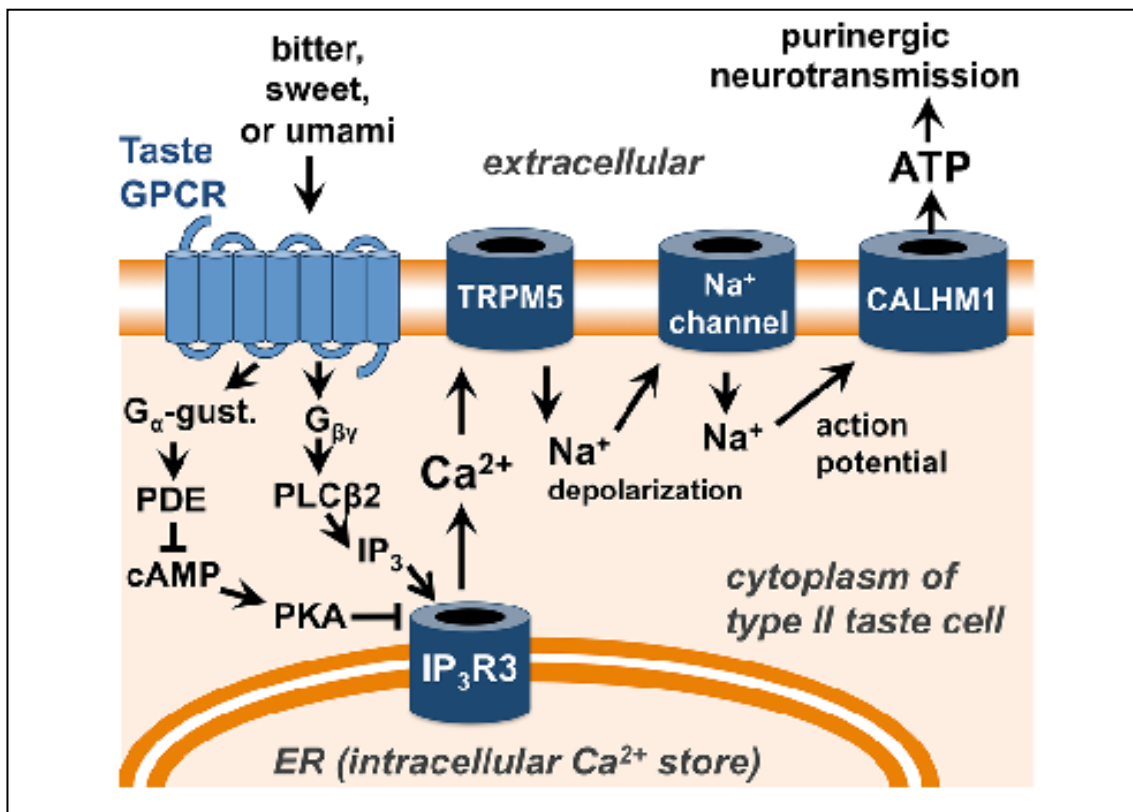 bitter,
sweet,
or umami
purinergic
neurotransmission
Taste
GPCR
extracellular
ATP
TRPM5
Na⁺
channel
CALHM1
Gα-gust.
Gβγ
Ca²⁺
Na⁺
depolarization
Na⁺
action
potential
PDE
PLCβ2
cAMP
IP₃
PKA
cytoplasm of
type II taste cell
IP₃R3
ER (intracellular Ca²⁺ store)